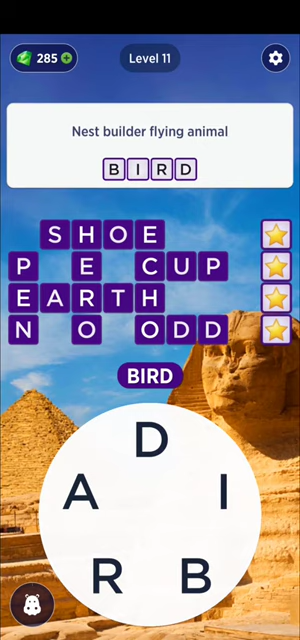 285
Level 11
Nest builder flying animal
BIRD
SHOE
P E CUP
EARTH H
N O ODD
BIRD
D
A I
R B